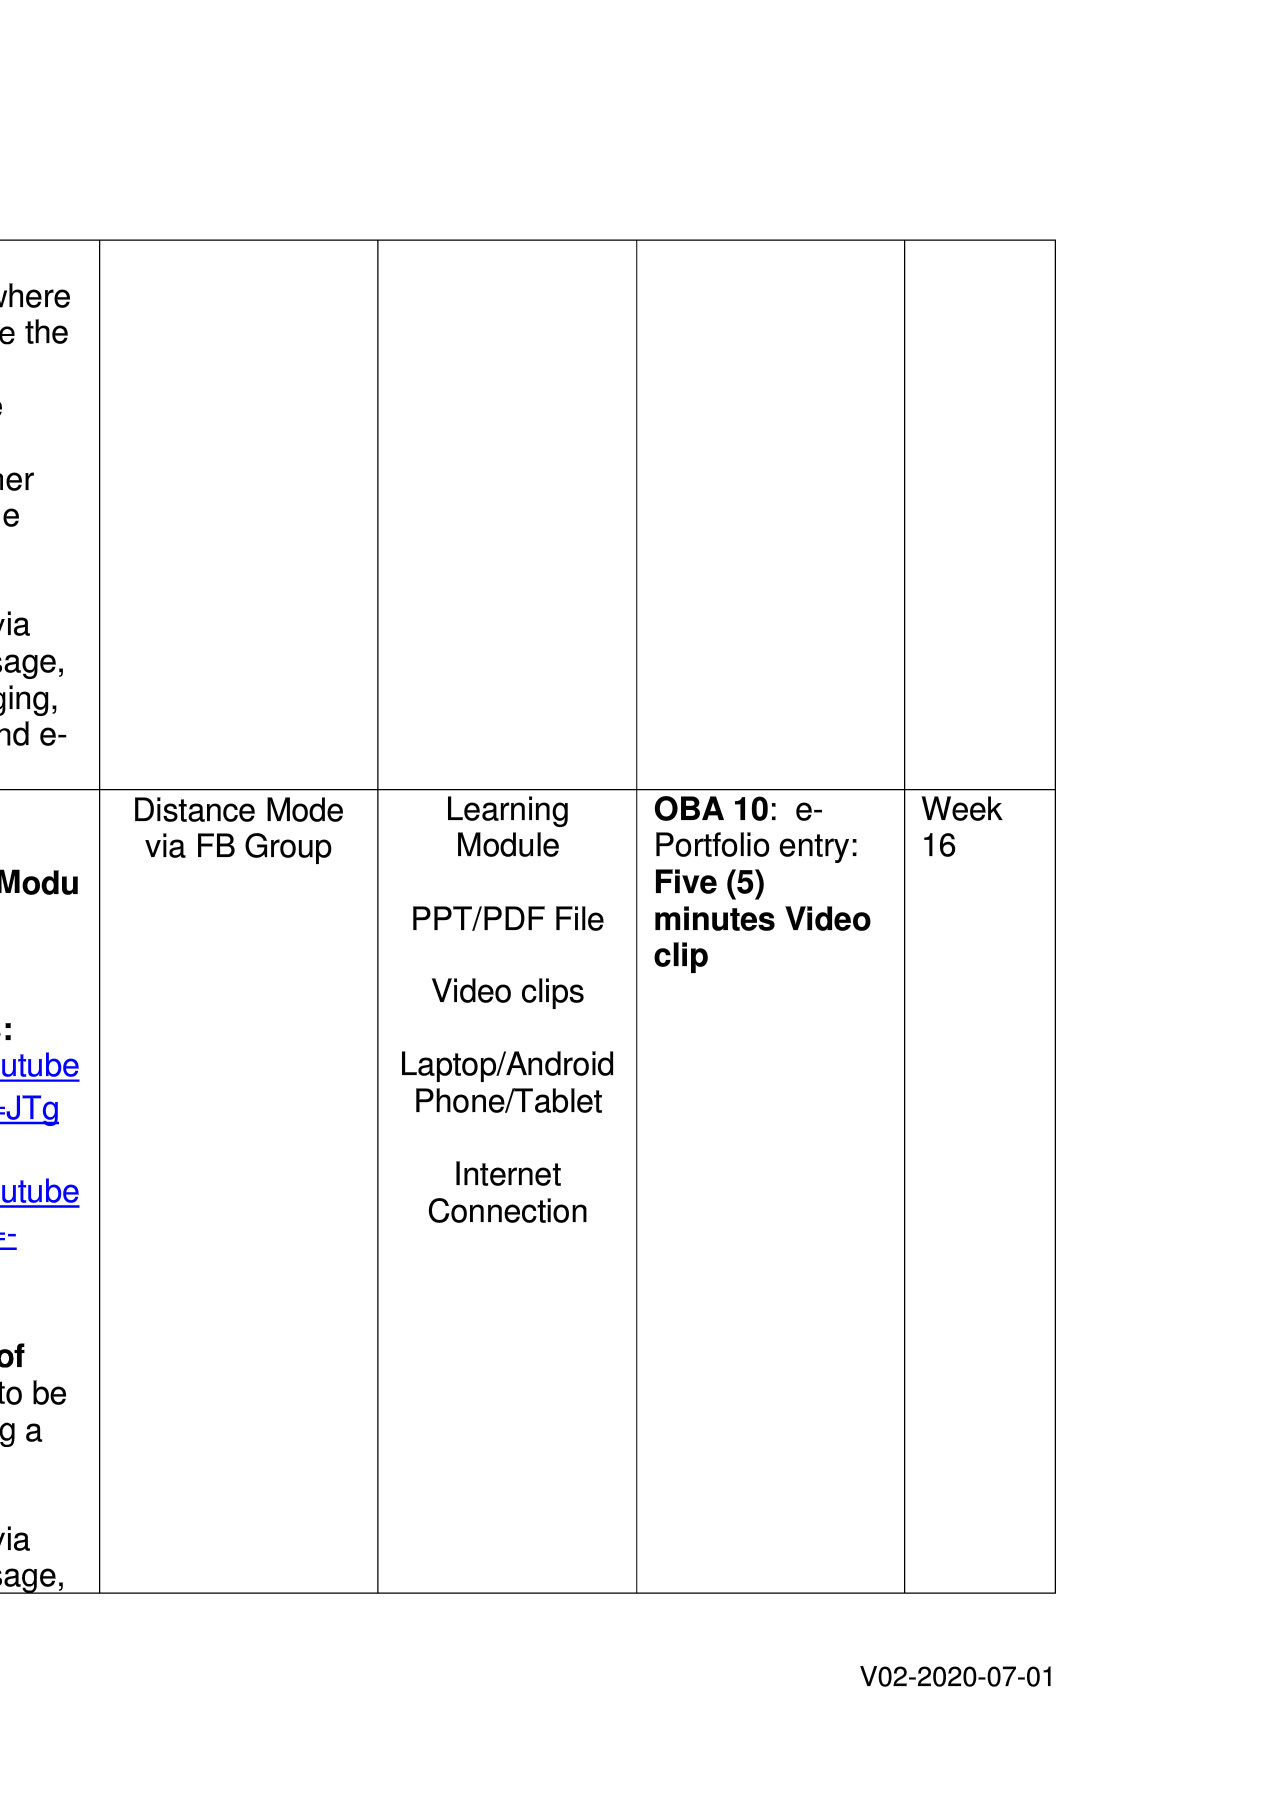 where
e the
e
her
e
via
sage,
ging,
nd e-
Modu
:
utube
=JTg
utube
=-
of
to be
g a
via
sage,
Distance Mode
via FB Group
Learning
Module
PPT/PDF File
Video clips
Laptop/Android
Phone/Tablet
Internet
Connection
OBA 10:  e-
Portfolio entry:
Five (5)
minutes Video
clip
Week
16
V02-2020-07-01